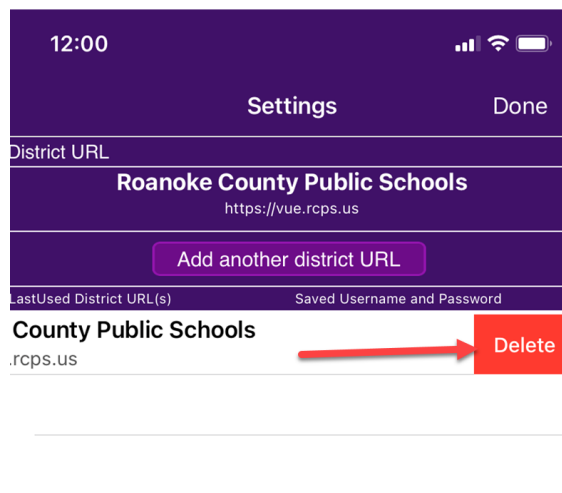 12:00
Settings Done
District URL
Roanoke County Public Schools
https://vue.rcps.us
Add another district URL
LastUsed District URL(s) Saved Username and Password
County Public Schools
.rcps.us
Delete